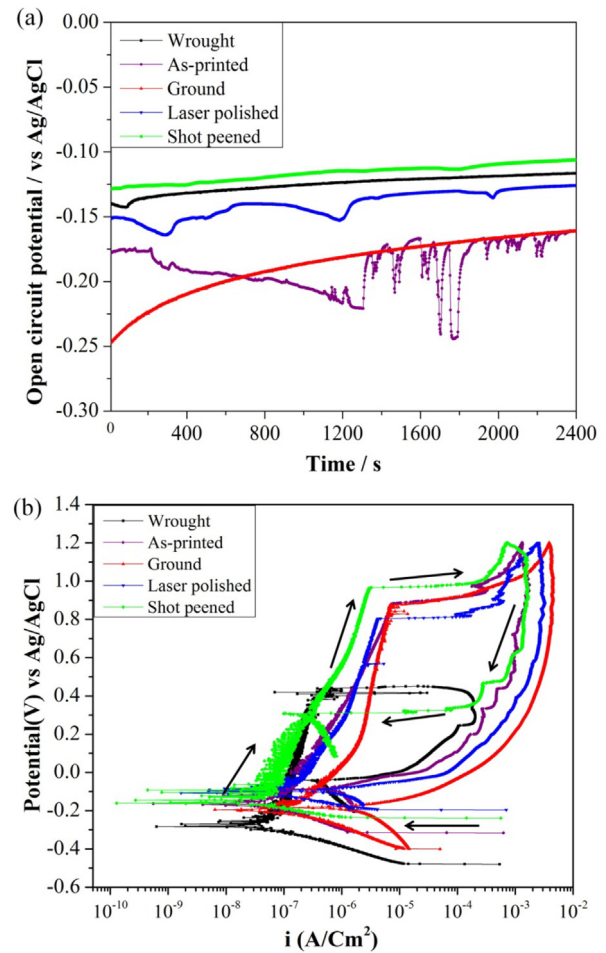 (a)
0.00
-0.05
-0.10
-0.15
-0.20
-0.25
-0.30
Open circuit potential / vs Ag/AgCl
Wrought
As-printed
Ground
Laser polished
Shot peened
0 400 800 1200 1600 2000 2400
Time / s
(b)
1.4
1.2
1.0
0.8
0.6
0.4
0.2
0.0
-0.2
-0.4
-0.6
Potential(V) vs Ag/AgCl
Wrought
As-printed
Ground
Laser polished
Shot peened
10⁻¹⁰ 10⁻⁹ 10⁻⁸ 10⁻⁷ 10⁻⁶ 10⁻⁵ 10⁻⁴ 10⁻³ 10⁻²
i (A/Cm²)